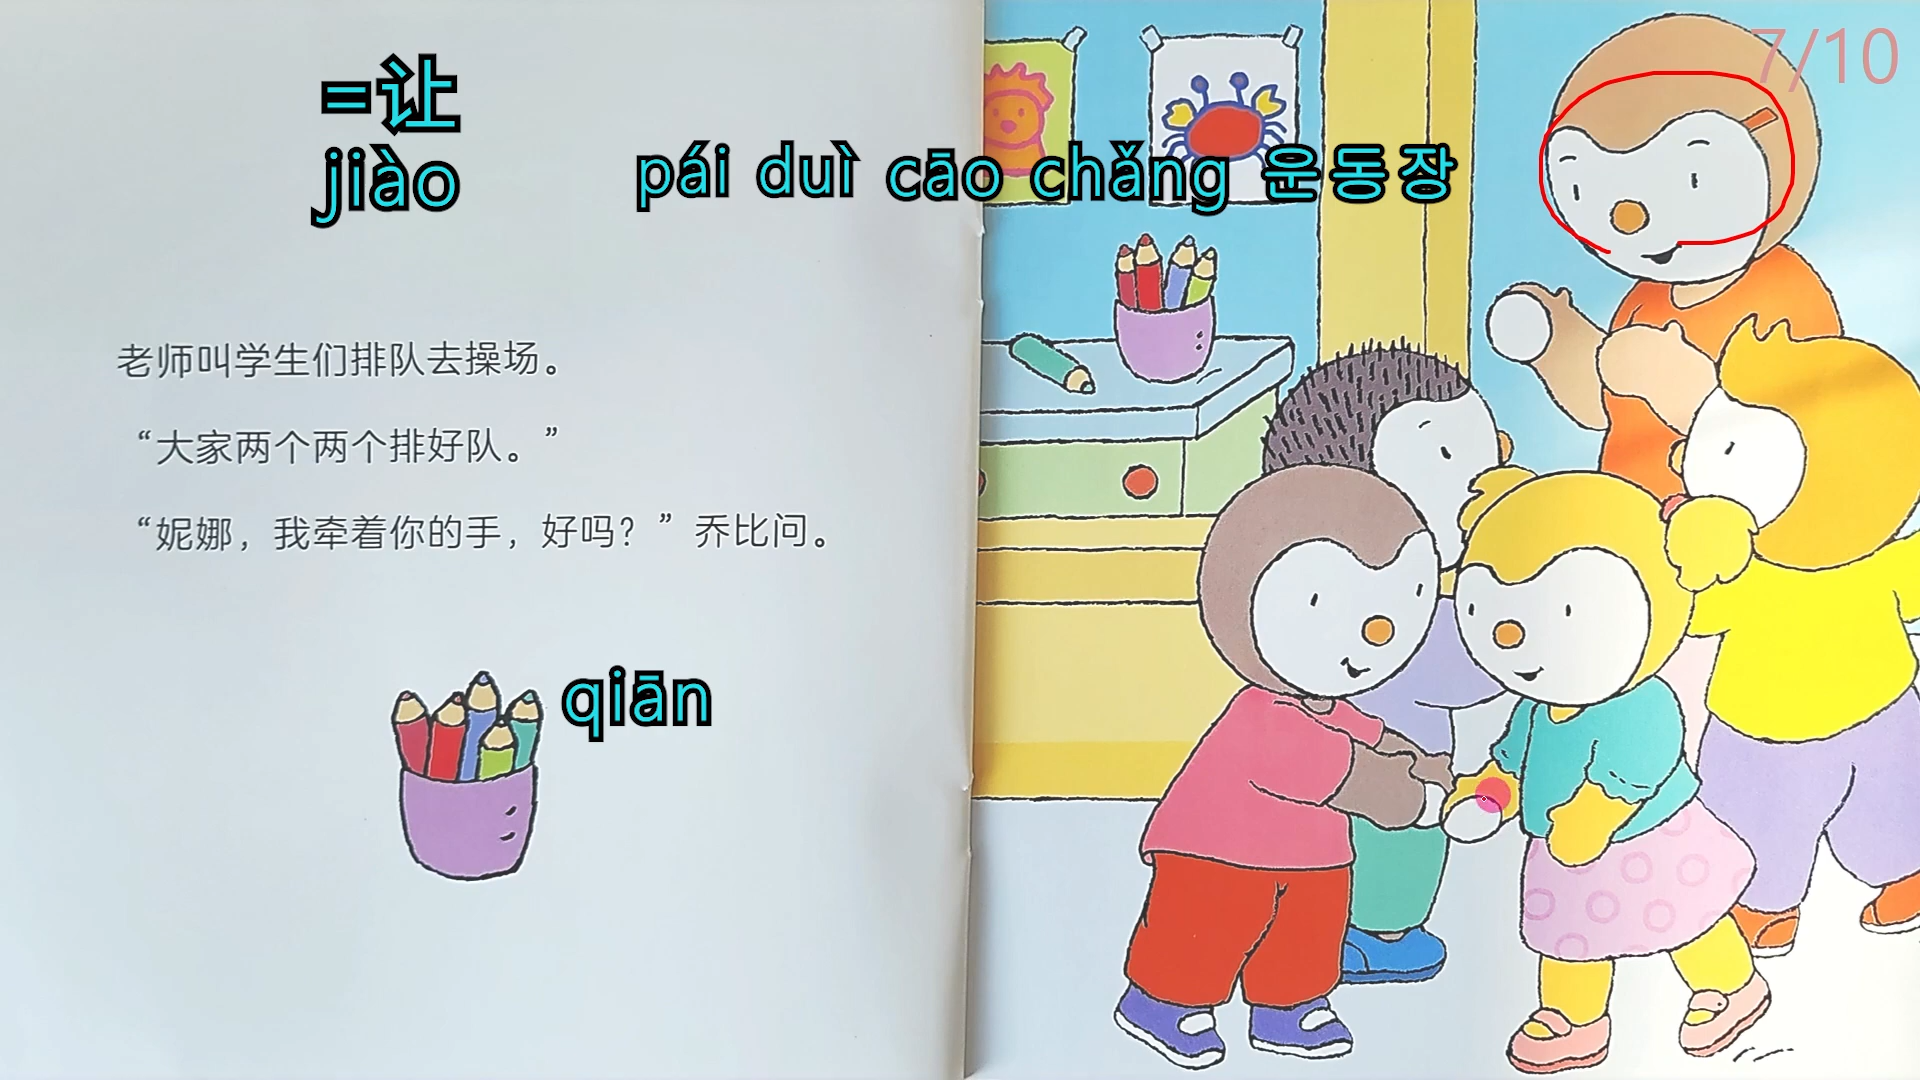 7/10
=让
jiào
pái duì cāo chǎng 운동장
老师叫学生们排队去操场。
“大家两个两个排好队。”
“妮娜，我牵着你的手，好吗？”乔比问。
qiān